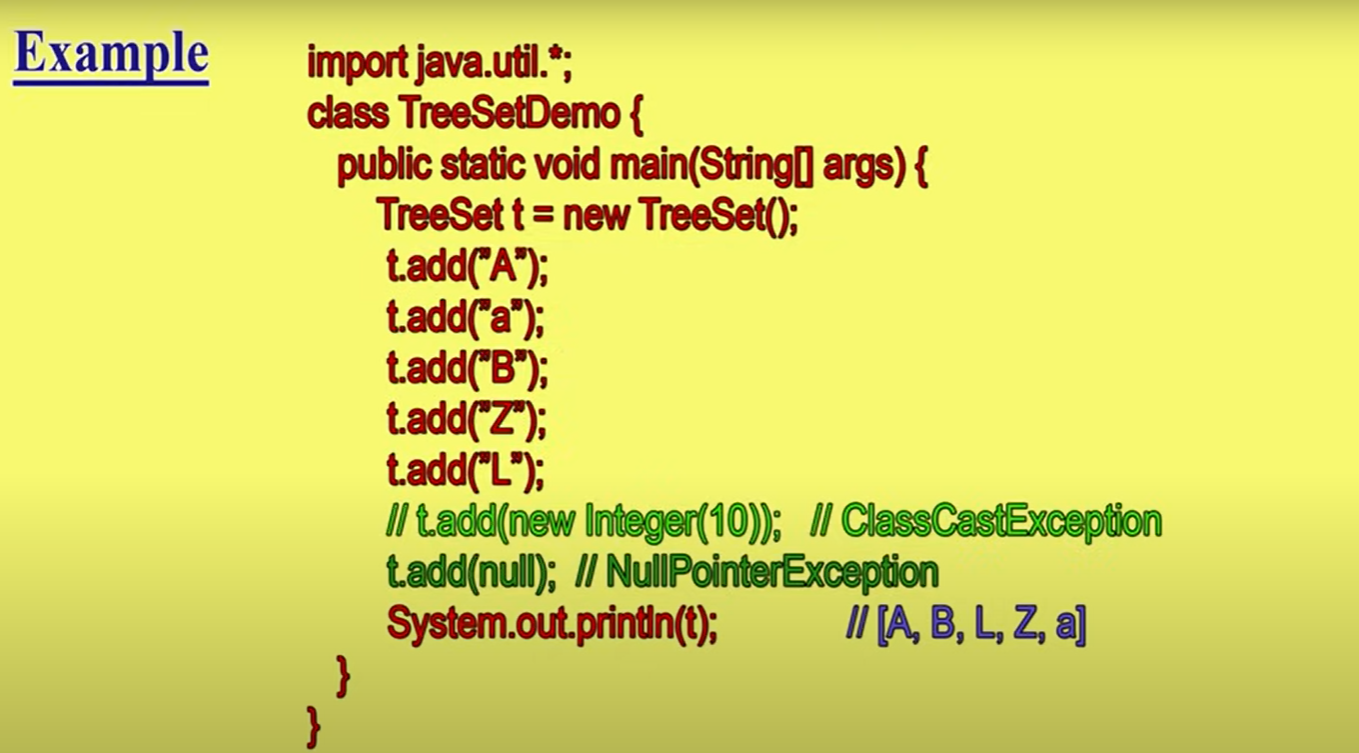 Example
import java.util.*;
class TreeSetDemo {
public static void main(String[] args) {
TreeSet t = new TreeSet();
t.add(”A”);
t.add(”a”);
t.add(”B”);
t.add(”Z”);
t.add(”L”);
// t.add(new Integer(10)); // ClassCastException
t.add(null); // NullPointerException
System.out.println(t); // [A, B, L, Z, a]
}
}